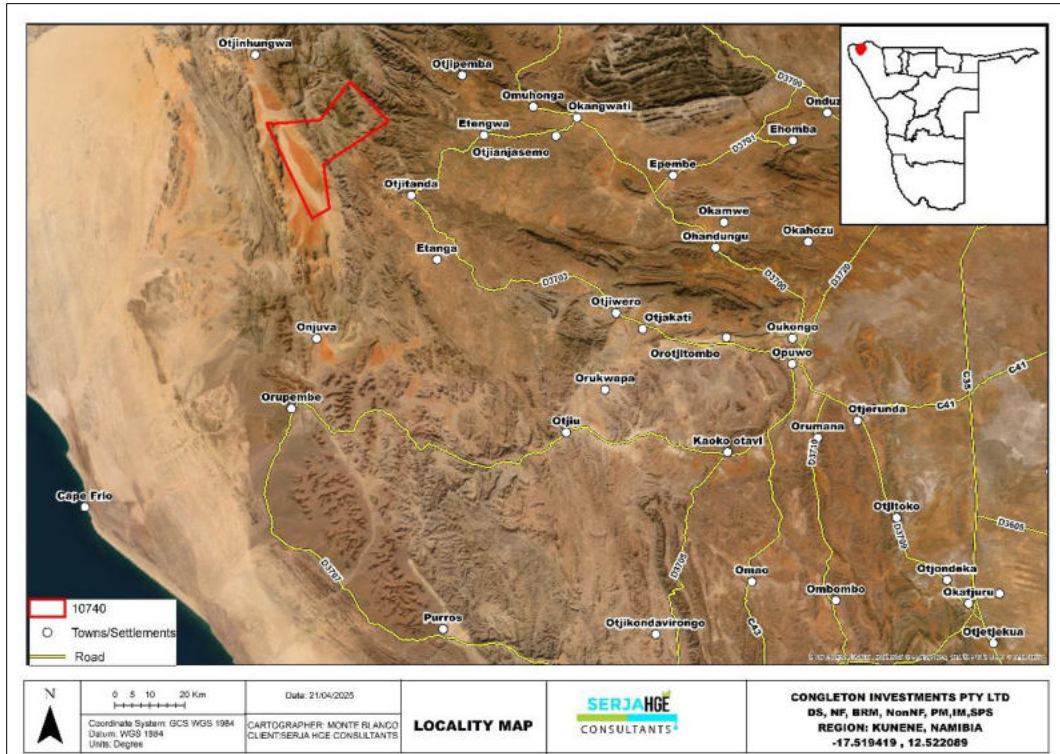 Otjinhungwa
Otjipemba
Omuhonga
Okangwati
D3700
Onduz
Etengwa
Otjianjasemo
D3701
Ehomba
Epembe
Otjitanda
Okamwe
Okahozu
Ohandungu
Etanga
D3703
D3700
D3720
Otjiwero
Otjakati
Onjuva
Oukongo
Orotjitombo
Opuwo
C35
C41
Orukwapa
C41
Orupembe
Otjerunda
Otjiu
Orumana
Kaoko otavi
D3710
Cape Frio
Otjitoko
D3605
D3709
D3707
D3705
Omao
Otjondeka
Ombombo
Okatjuru
C43
Purros
Otjikondavirongo
Otjetjekua
10740
Towns/Settlements
Road
N
0 5 10 20 Km
Coordinate System: GCS WGS 1984
Datum: WGS 1984
Units: Degree
Date: 21/04/2025
CARTOGRAPHER: MONTE BLANCO
CLIENT:SERJA HGE CONSULTANTS
LOCALITY MAP
SERJAHGE
CONSULTANTS
CONGLETON INVESTMENTS PTY LTD
DS, NF, BRM, NonNF, PM,IM,SPS
REGION: KUNENE, NAMIBIA
-17.519419 , 12.522089